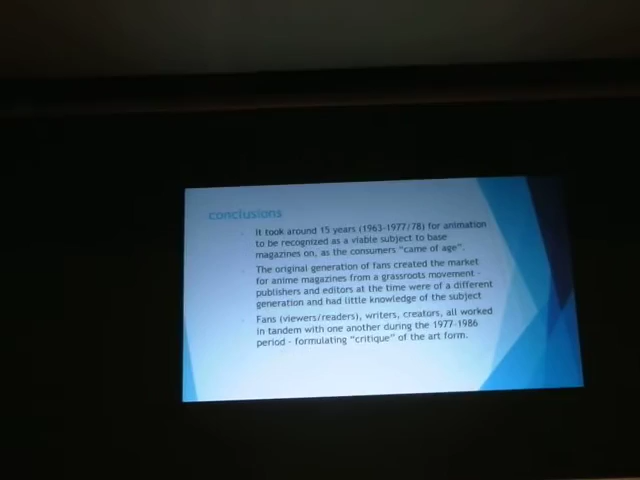 conclusions
It took around 15 years (1963-1977/78) for animation
to be recognized as a viable subject to base
magazines on, as the consumers "came of age".
The original generation of fans created the market
for anime magazines from a grassroots movement -
publishers and editors at the time were of a different
generation and had little knowledge of the subject
Fans (viewers/readers), writers, creators, all worked
in tandem with one another during the 1977-1986
period - formulating "critique" of the art form.